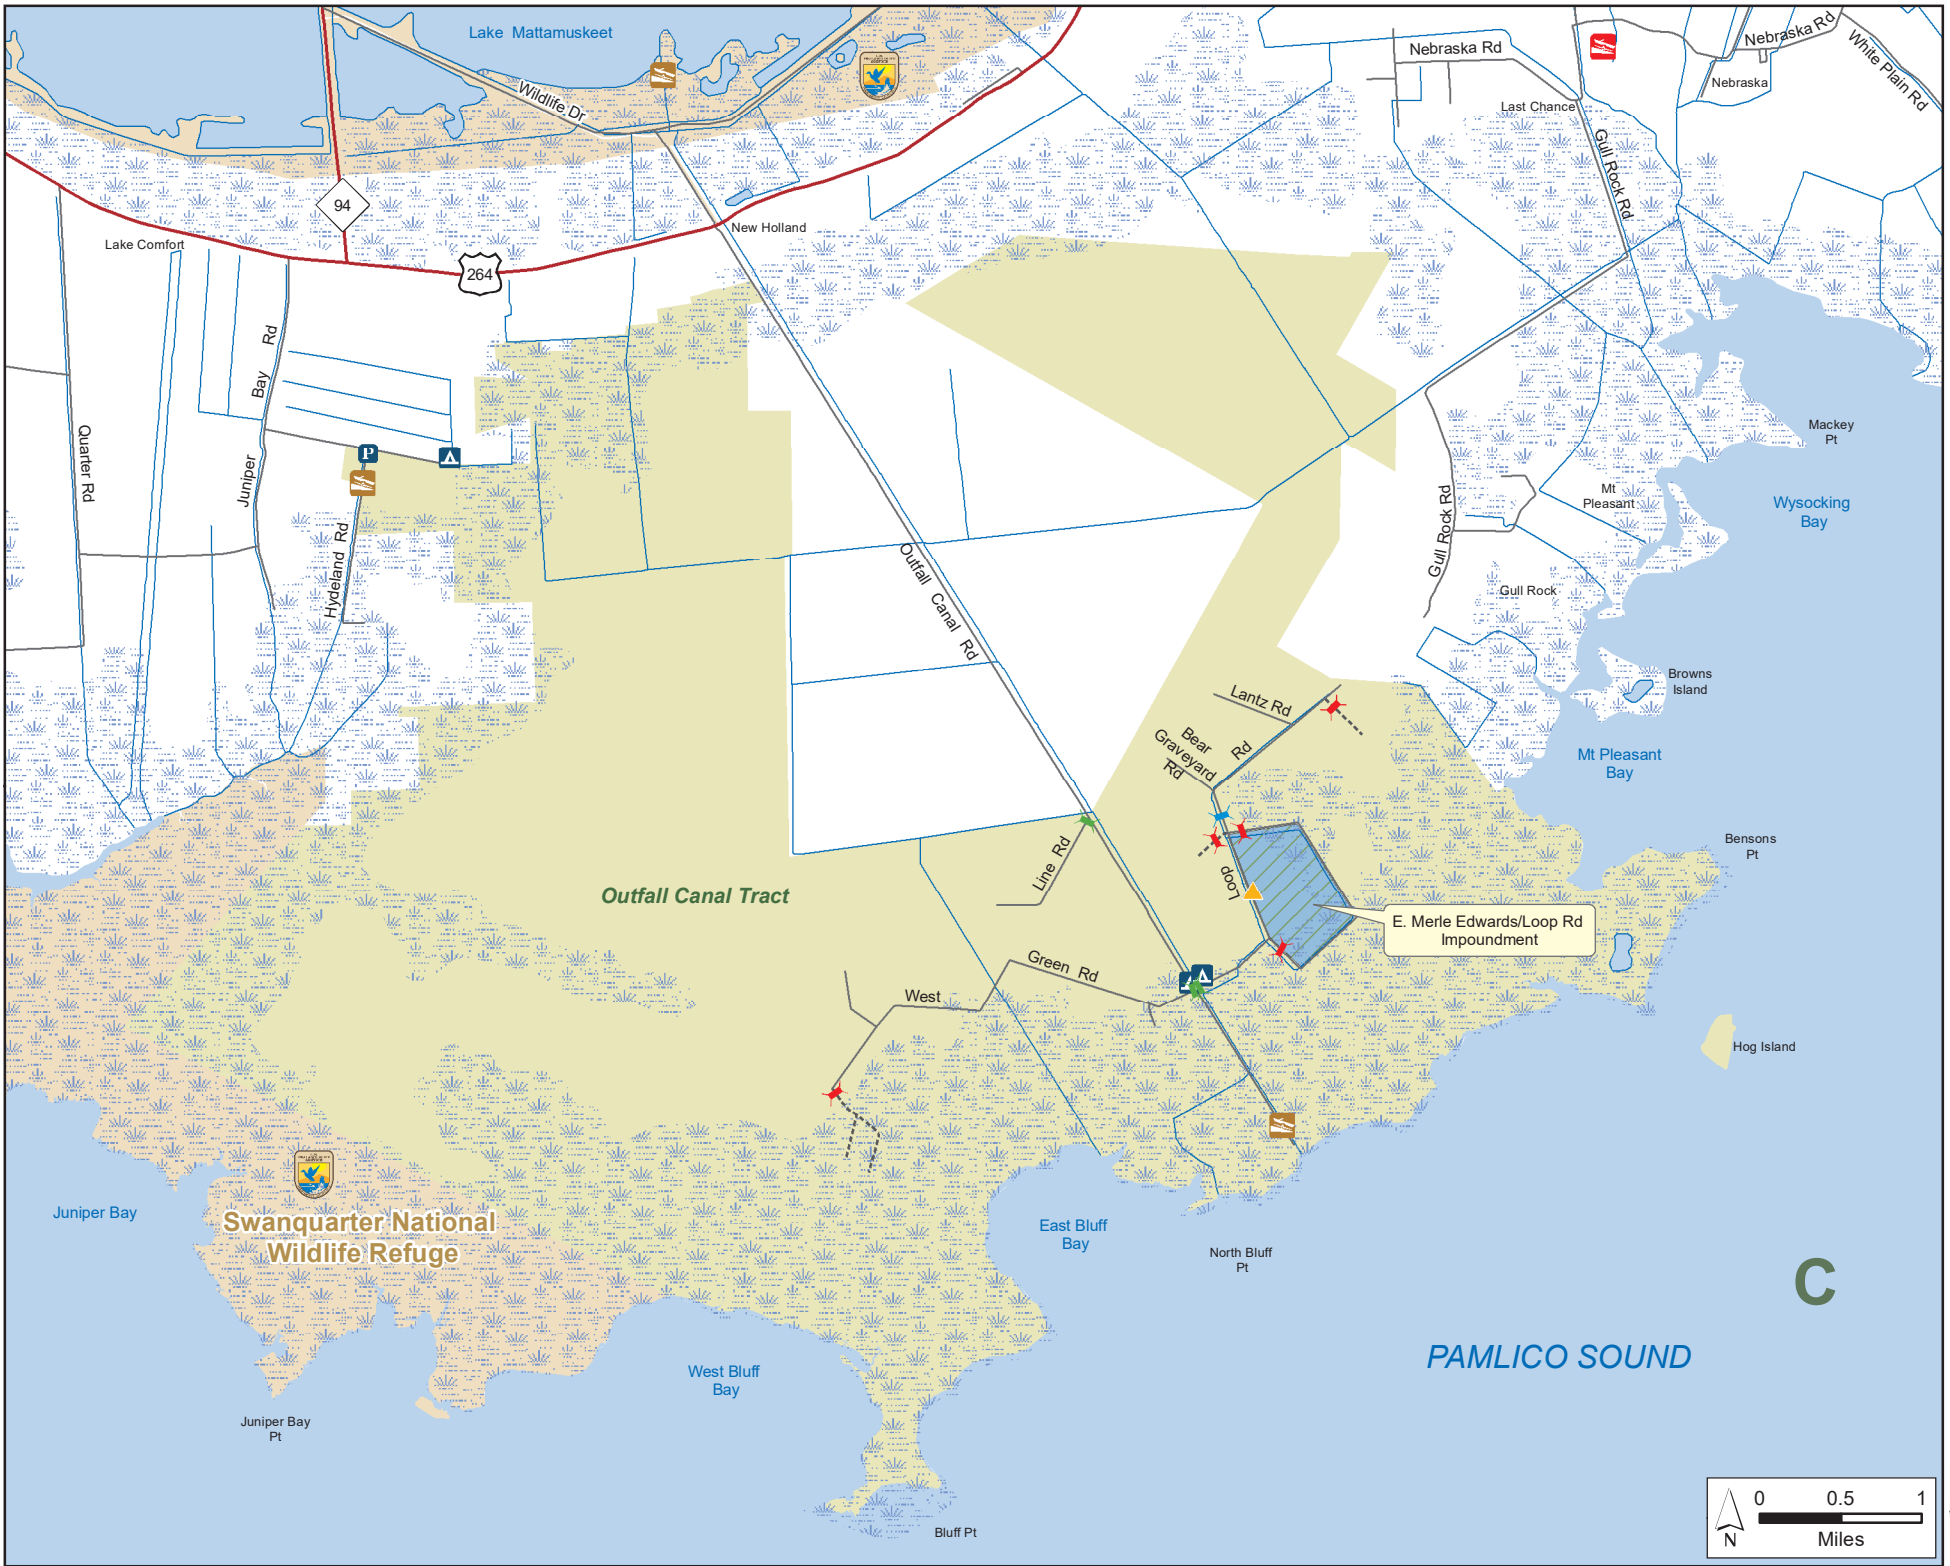 Lake Mattamuskeet
Wildlife Dr
Nebraska Rd
Nebraska Rd
White Plain Rd
Nebraska
Last Chance
Gull Rock Rd
94
New Holland
Lake Comfort
264
Juniper Bay Rd
Quarter Rd
P
Hydeland Rd
Mackey
Pt
Mt
Pleasant
Wysocking
Bay
Gull Rock Rd
Outfall Canal Rd
Gull Rock
Browns
Island
Lantz Rd
Bear
Graveyard
Rd
Loop Rd
Mt Pleasant
Bay
Bensons
Pt
Line Rd
Outfall Canal Tract
E. Merle Edwards/Loop Rd
Impoundment
Green Rd
West
Hog Island
Juniper Bay
Swanquarter National
Wildlife Refuge
East Bluff
Bay
North Bluff
Pt
C
PAMLICO SOUND
West Bluff
Bay
Juniper Bay
Pt
Bluff Pt
0 0.5 1
Miles
N